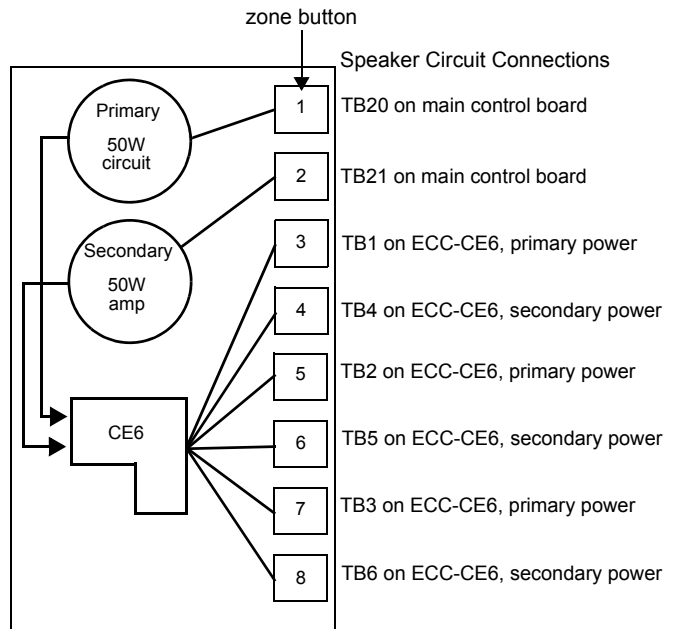 zone button
Speaker Circuit Connections
Primary
50W
circuit
1
TB20 on main control board
2
TB21 on main control board
Secondary
50W
amp
3
TB1 on ECC-CE6, primary power
4
TB4 on ECC-CE6, secondary power
5
TB2 on ECC-CE6, primary power
CE6
6
TB5 on ECC-CE6, secondary power
7
TB3 on ECC-CE6, primary power
8
TB6 on ECC-CE6, secondary power